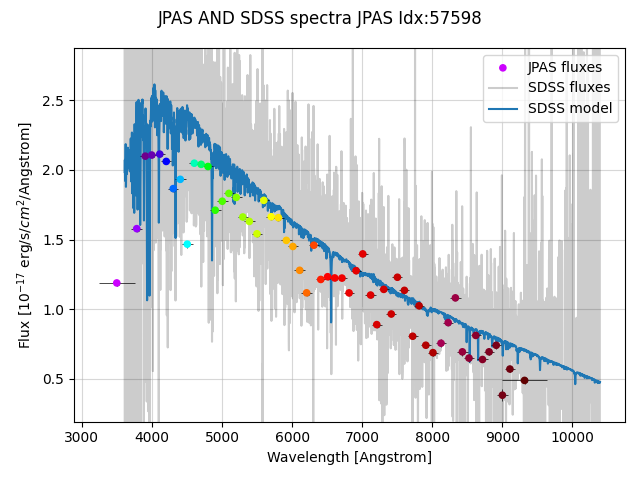 JPAS AND SDSS spectra JPAS Idx:57598
JPAS fluxes
SDSS fluxes
SDSS model
Flux [10⁻¹⁷ erg/s/cm²/Angstrom]
2.5
2.0
1.5
1.0
0.5
3000 4000 5000 6000 7000 8000 9000 10000
Wavelength [Angstrom]